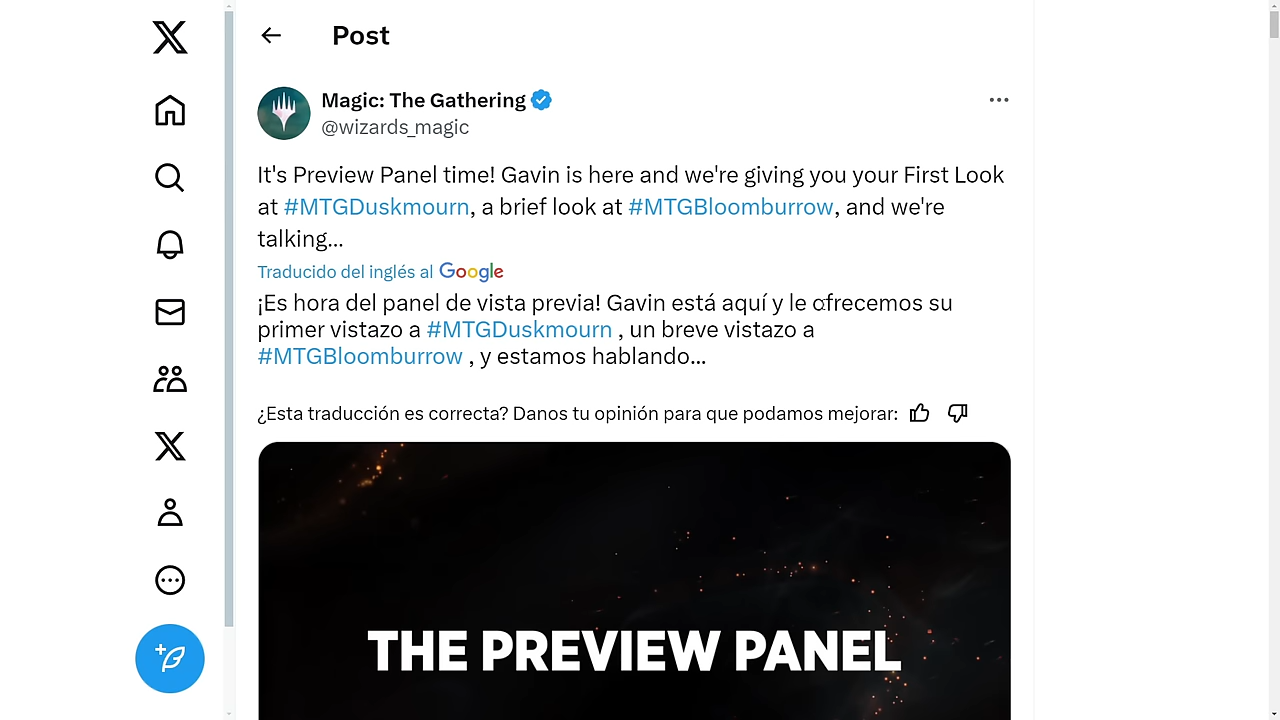 Post
Magic: The Gathering
@wizards_magic
It's Preview Panel time! Gavin is here and we're giving you your First Look
at #MTGDuskmourn, a brief look at #MTGBloomburrow, and we're
talking...
Traducido del inglés al Google
¡Es hora del panel de vista previa! Gavin está aquí y le ofrecemos su
primer vistazo a #MTGDuskmourn , un breve vistazo a
#MTGBloomburrow , y estamos hablando...
¿Esta traducción es correcta? Danos tu opinión para que podamos mejorar:
THE PREVIEW PANEL